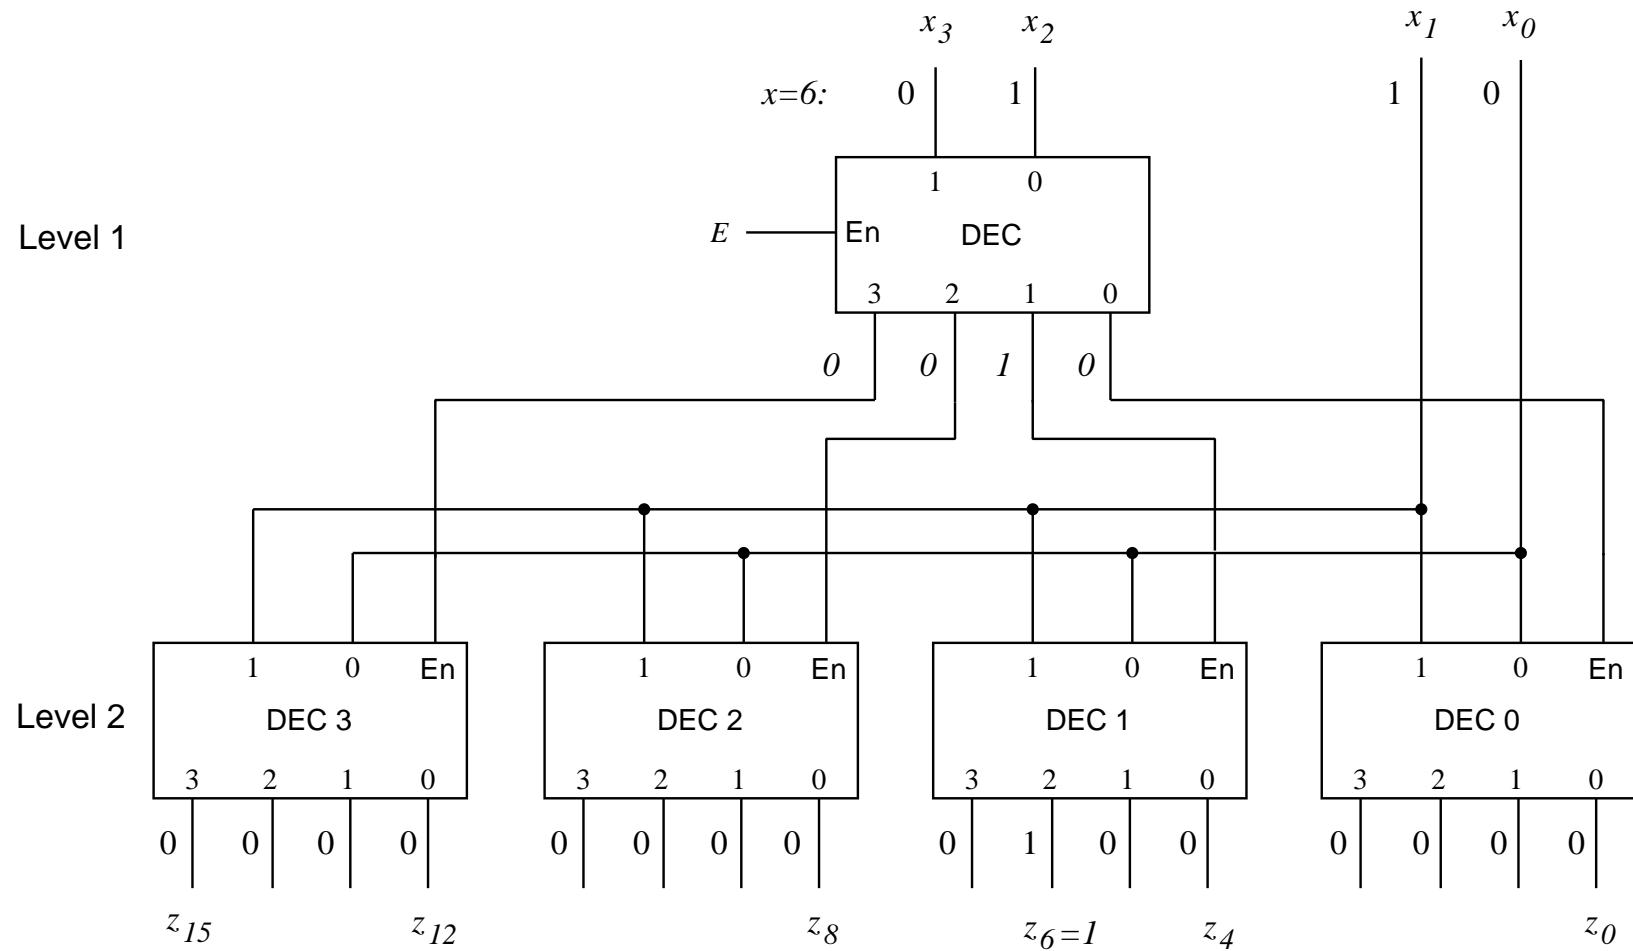 x3 x2 x1 x0
x=6: 0 1 1 0
1 0
Level 1 E En DEC
3 2 1 0
0 0 1 0
1 0 En 1 0 En 1 0 En 1 0 En
Level 2 DEC 3 DEC 2 DEC 1 DEC 0
3 2 1 0 3 2 1 0 3 2 1 0 3 2 1 0
0 0 0 0 0 0 0 0 0 1 0 0 0 0 0 0
z15 z12 z8 z6=1 z4 z0